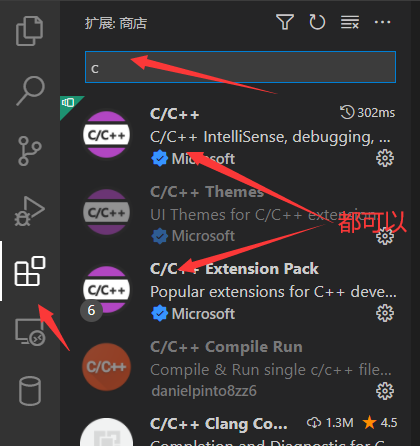 扩展: 商店
c
C/C++
C/C++ 302ms
C/C++ IntelliSense, debugging, ...
Microsoft
C/C++ Themes
UI Themes for C/C++ extension.
Microsoft
都可以
C/C++
C/C++ Extension Pack
Popular extensions for C++ deve...
6
Microsoft
C/C++
C/C++ Compile Run
Compile & Run single c/c++ file...
danielpinto8zz6
C/C++ Clang Co... 1.3M 4.5
Completion and Diagnostic for C